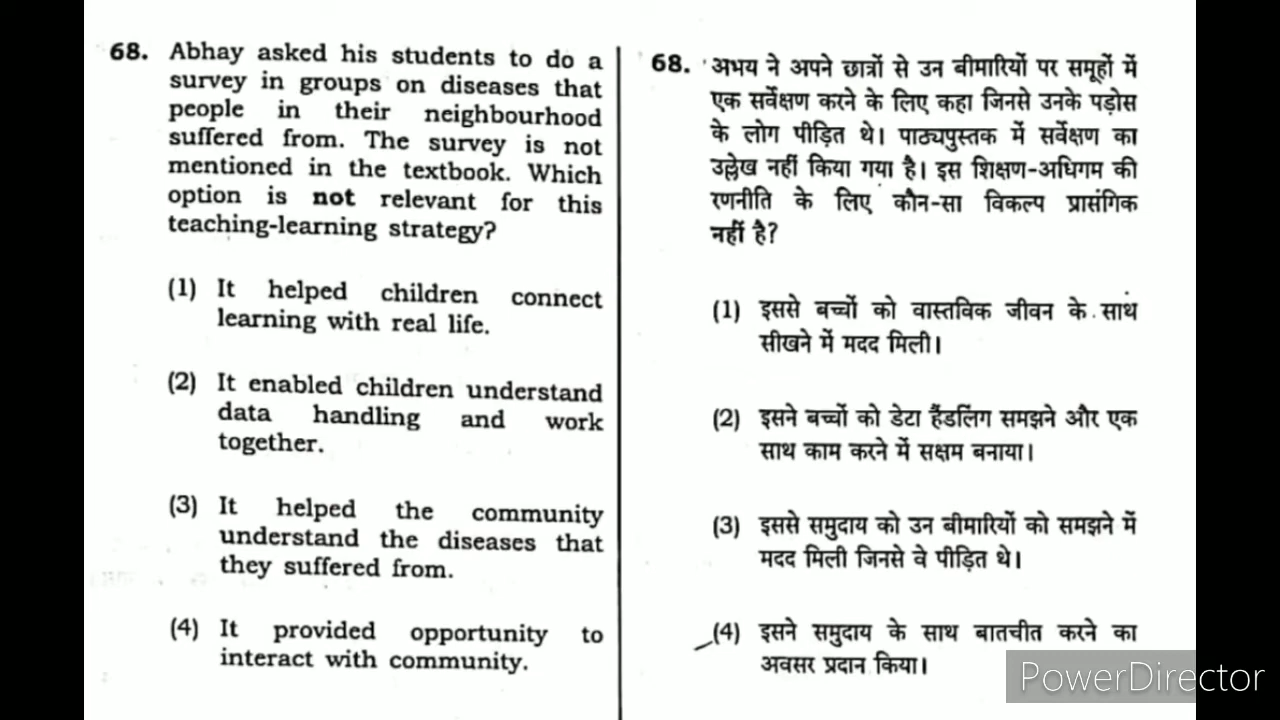 68. Abhay asked his students to do a
survey in groups on diseases that
people in their neighbourhood
suffered from. The survey is not
mentioned in the textbook. Which
option is not relevant for this
teaching-learning strategy?
(1) It helped children connect
learning with real life.
(2) It enabled children understand
data handling and work
together.
(3) It helped the community
understand the diseases that
they suffered from.
(4) It provided opportunity to
interact with community.
68. अभय ने अपने छात्रों से उन बीमारियों पर समूहों में
एक सर्वेक्षण करने के लिए कहा जिनसे उनके पड़ोस
के लोग पीड़ित थे। पाठ्यपुस्तक में सर्वेक्षण का
उल्लेख नहीं किया गया है। इस शिक्षण-अधिगम की
रणनीति के लिए कौन-सा विकल्प प्रासंगिक
नहीं है?
(1) इससे बच्चों को वास्तविक जीवन के साथ
सीखने में मदद मिली।
(2) इसने बच्चों को डेटा हैंडलिंग समझने और एक
साथ काम करने में सक्षम बनाया।
(3) इससे समुदाय को उन बीमारियों को समझने में
मदद मिली जिनसे वे पीड़ित थे।
(4) इसने समुदाय के साथ बातचीत करने का
अवसर प्रदान किया।
PowerDirector